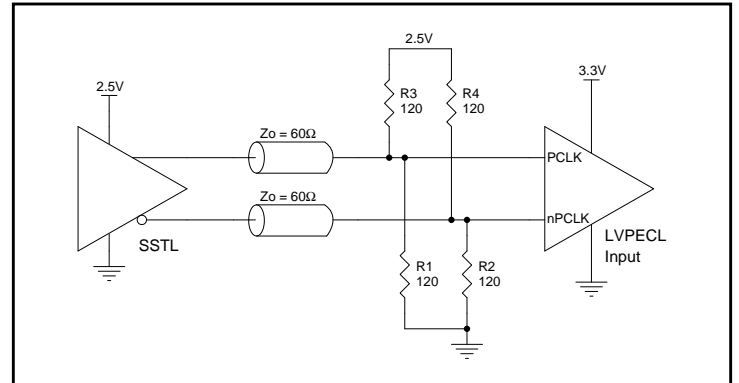 2.5V
3.3V
2.5V
R3
120
R4
120
Zo = 60Ω
PCLK
Zo = 60Ω
nPCLK
SSTL
LVPECL
Input
R1
120
R2
120